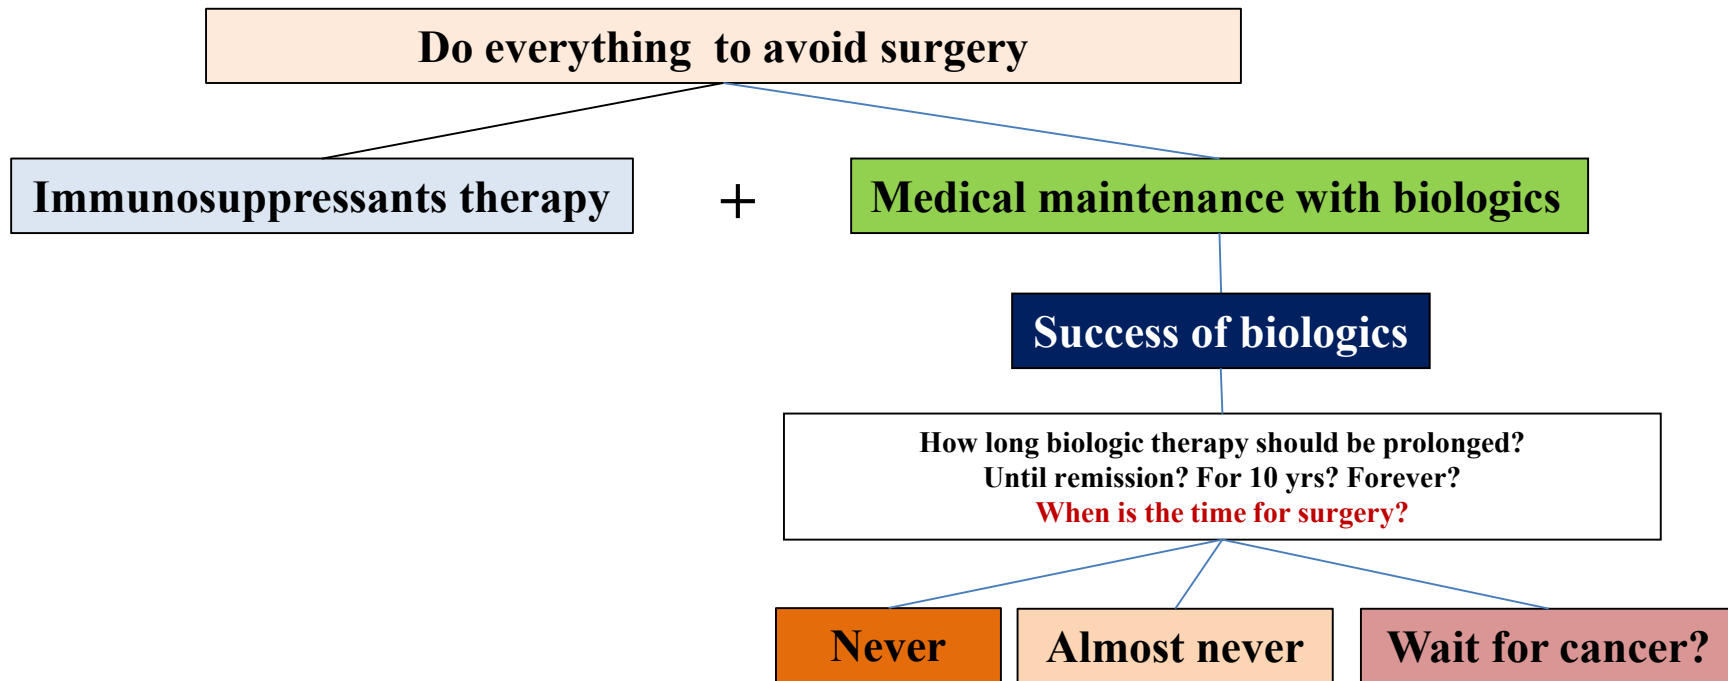 Do everything to avoid surgery
Immunosuppressants therapy
+
Medical maintenance with biologics
Success of biologics
How long biologic therapy should be prolonged?
Until remission? For 10 yrs? Forever?
When is the time for surgery?
Never
Almost never
Wait for cancer?